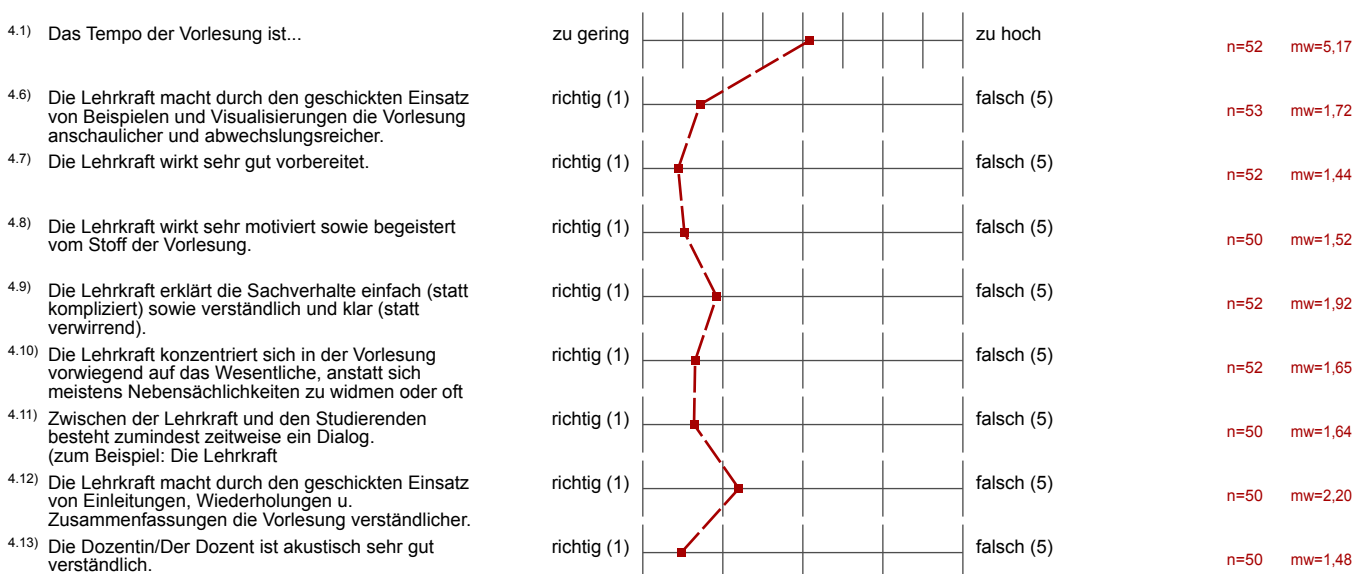 4.1) Das Tempo der Vorlesung ist... zu gering zu hoch n=52 mw=5,17
4.6) Die Lehrkraft macht durch den geschickten Einsatz richtig (1) falsch (5) n=53 mw=1,72
von Beispielen und Visualisierungen die Vorlesung
anschaulicher und abwechslungsreicher.
4.7) Die Lehrkraft wirkt sehr gut vorbereitet. richtig (1) falsch (5) n=52 mw=1,44
4.8) Die Lehrkraft wirkt sehr motiviert sowie begeistert richtig (1) falsch (5) n=50 mw=1,52
vom Stoff der Vorlesung.
4.9) Die Lehrkraft erklärt die Sachverhalte einfach (statt richtig (1) falsch (5) n=52 mw=1,92
kompliziert) sowie verständlich und klar (statt
verwirrend).
4.10) Die Lehrkraft konzentriert sich in der Vorlesung richtig (1) falsch (5) n=52 mw=1,65
vorwiegend auf das Wesentliche, anstatt sich
meistens Nebensächlichkeiten zu widmen oder oft
4.11) Zwischen der Lehrkraft und den Studierenden richtig (1) falsch (5) n=50 mw=1,64
besteht zumindest zeitweise ein Dialog.
(zum Beispiel: Die Lehrkraft
4.12) Die Lehrkraft macht durch den geschickten Einsatz richtig (1) falsch (5) n=50 mw=2,20
von Einleitungen, Wiederholungen u.
Zusammenfassungen die Vorlesung verständlicher.
4.13) Die Dozentin/Der Dozent ist akustisch sehr gut richtig (1) falsch (5) n=50 mw=1,48
verständlich.